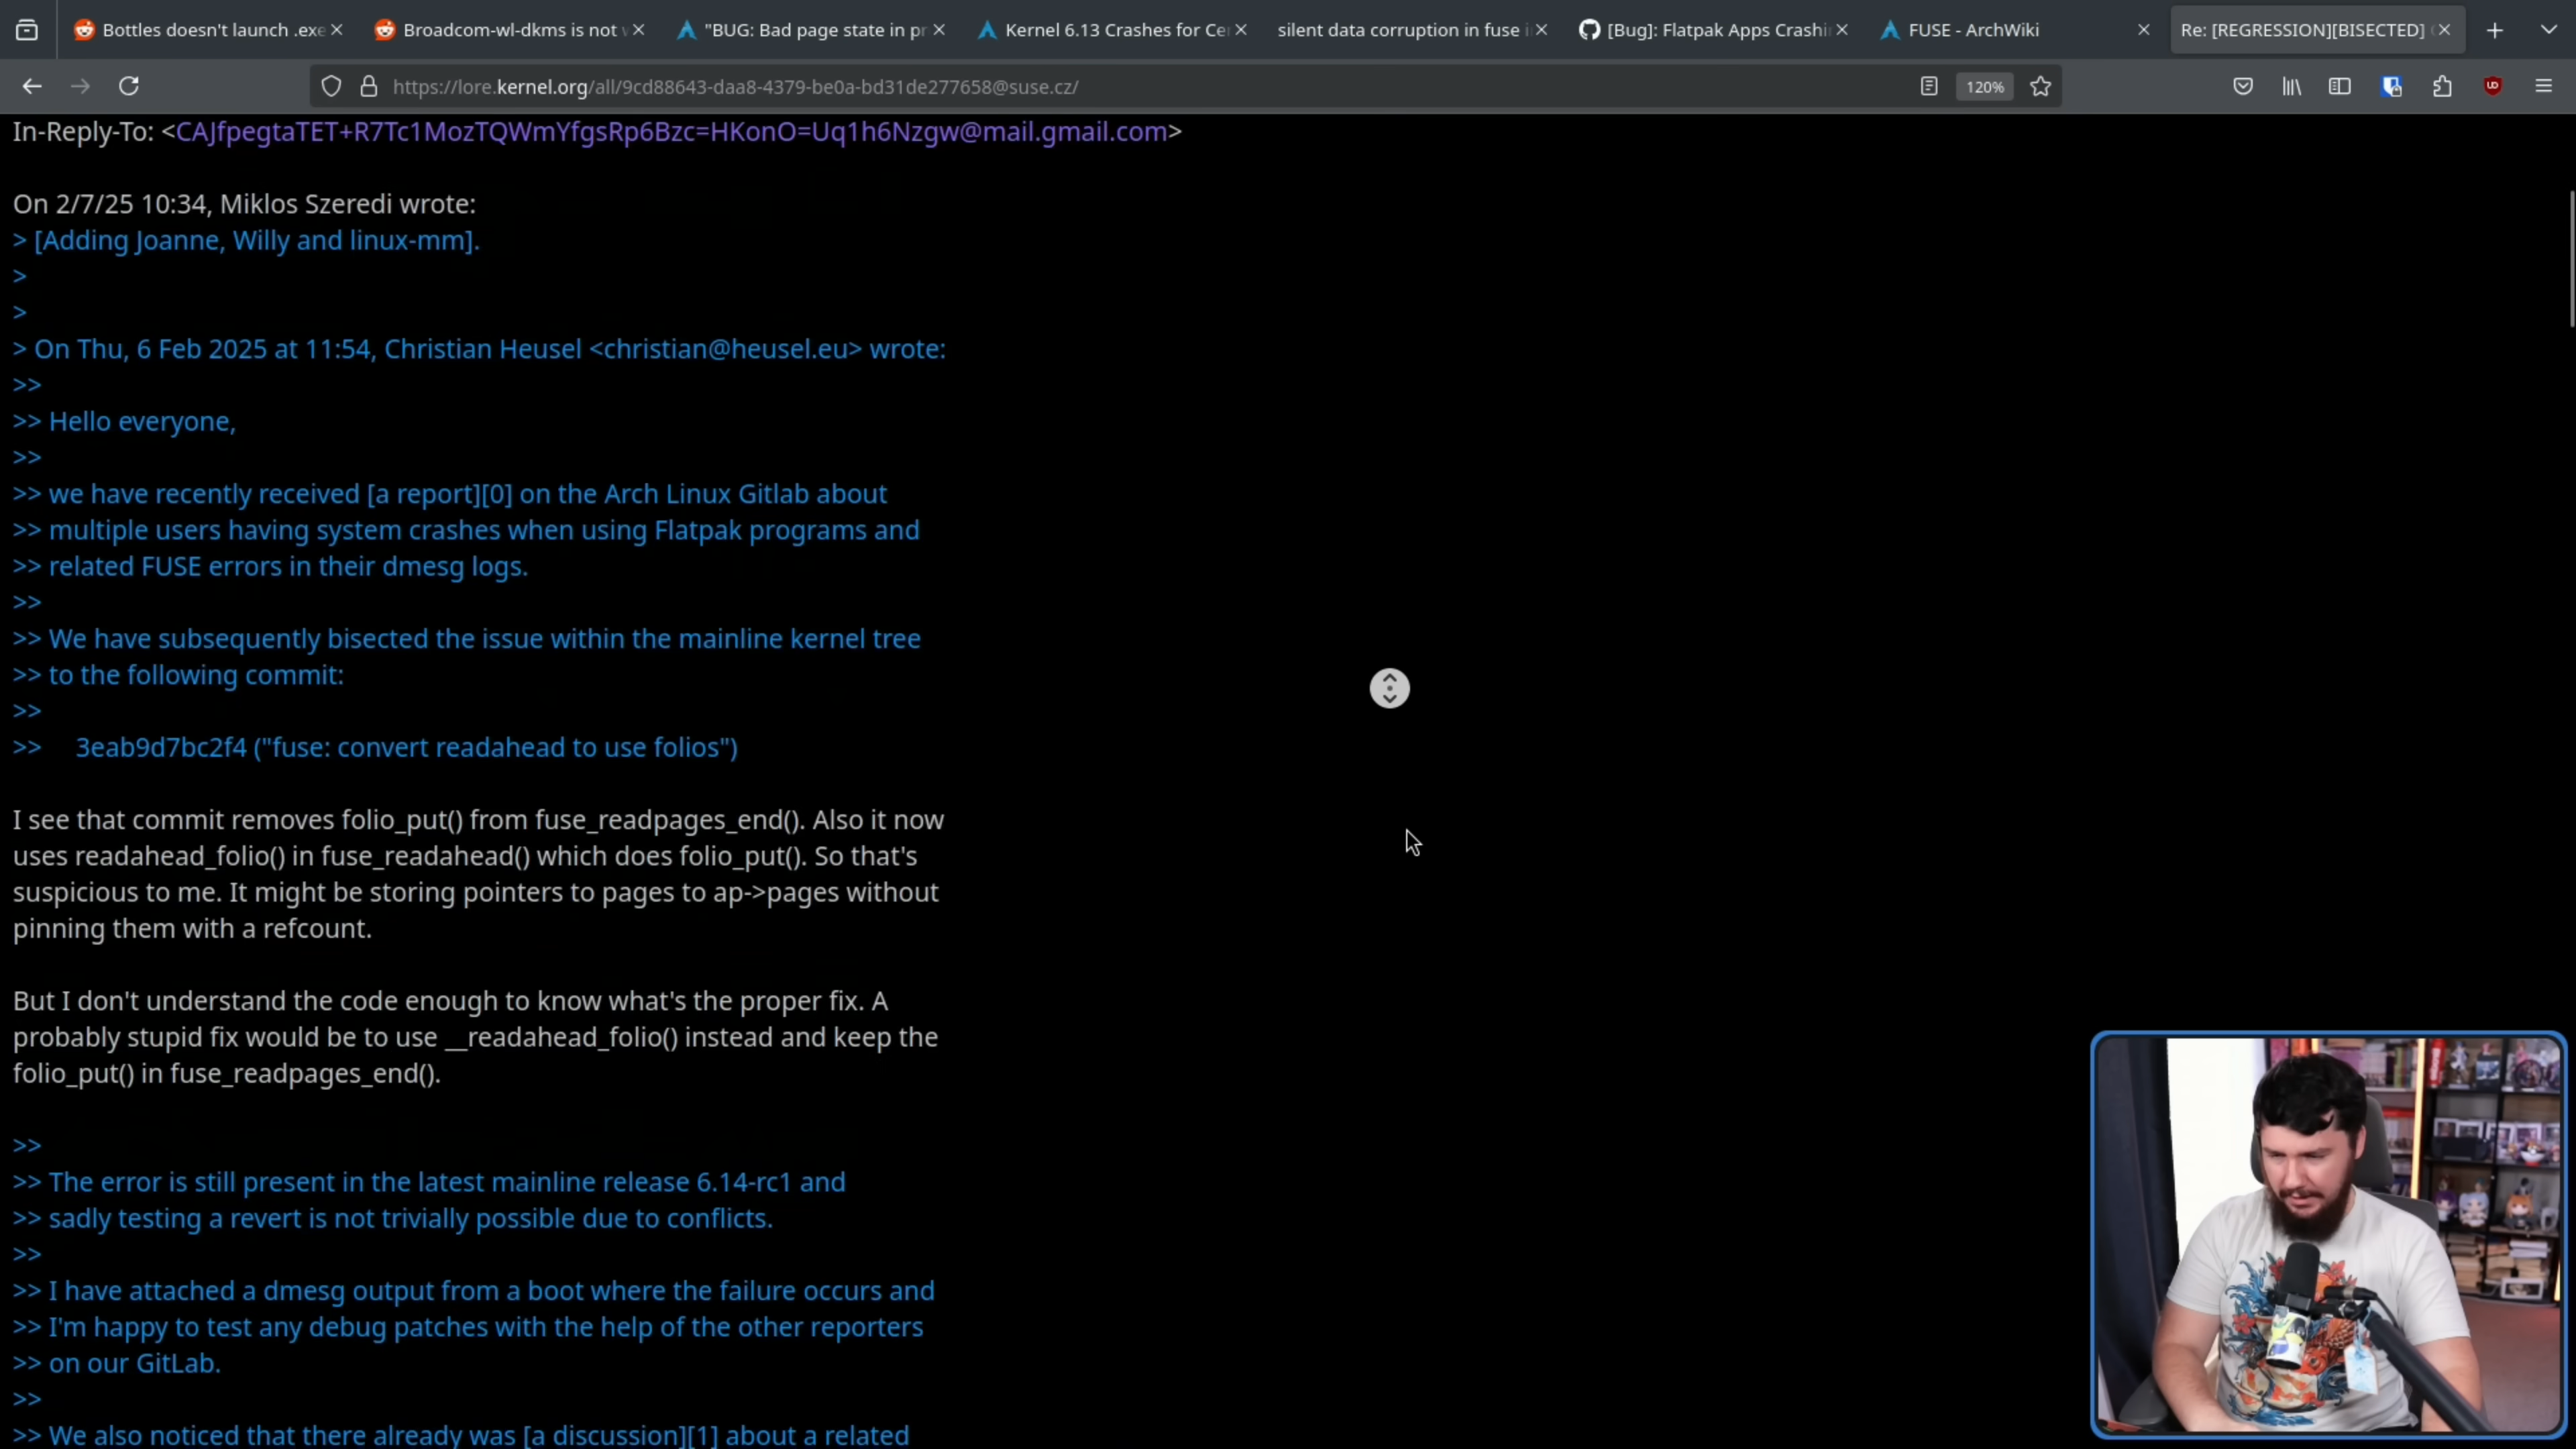 Bottles doesn't launch .exe
Broadcom-wl-dkms is not
"BUG: Bad page state in pr
Kernel 6.13 Crashes for Ce
silent data corruption in fuse i
[Bug]: Flatpak Apps Crashi
FUSE - ArchWiki
Re: [REGRESSION][BISECTED]
https://lore.kernel.org/all/9cd88643-daa8-4379-be0a-bd31de277658@suse.cz/
120%
In-Reply-To: <CAJfpegtaTET+R7Tc1MozTQWmYfgsRp6Bzc=HKonO=Uq1h6Nzgw@mail.gmail.com>
On 2/7/25 10:34, Miklos Szeredi wrote:
> [Adding Joanne, Willy and linux-mm].
>
>
> On Thu, 6 Feb 2025 at 11:54, Christian Heusel <christian@heusel.eu> wrote:
>>
>> Hello everyone,
>>
>> we have recently received [a report][0] on the Arch Linux Gitlab about
>> multiple users having system crashes when using Flatpak programs and
>> related FUSE errors in their dmesg logs.
>>
>> We have subsequently bisected the issue within the mainline kernel tree
>> to the following commit:
>>
>> 3eab9d7bc2f4 ("fuse: convert readahead to use folios")
I see that commit removes folio_put() from fuse_readpages_end(). Also it now
uses readahead_folio() in fuse_readahead() which does folio_put(). So that's
suspicious to me. It might be storing pointers to pages to ap->pages without
pinning them with a refcount.
But I don't understand the code enough to know what's the proper fix. A
probably stupid fix would be to use __readahead_folio() instead and keep the
folio_put() in fuse_readpages_end().
>>
>> The error is still present in the latest mainline release 6.14-rc1 and
>> sadly testing a revert is not trivially possible due to conflicts.
>>
>> I have attached a dmesg output from a boot where the failure occurs and
>> I'm happy to test any debug patches with the help of the other reporters
>> on our GitLab.
>>
>> We also noticed that there already was [a discussion][1] about a related